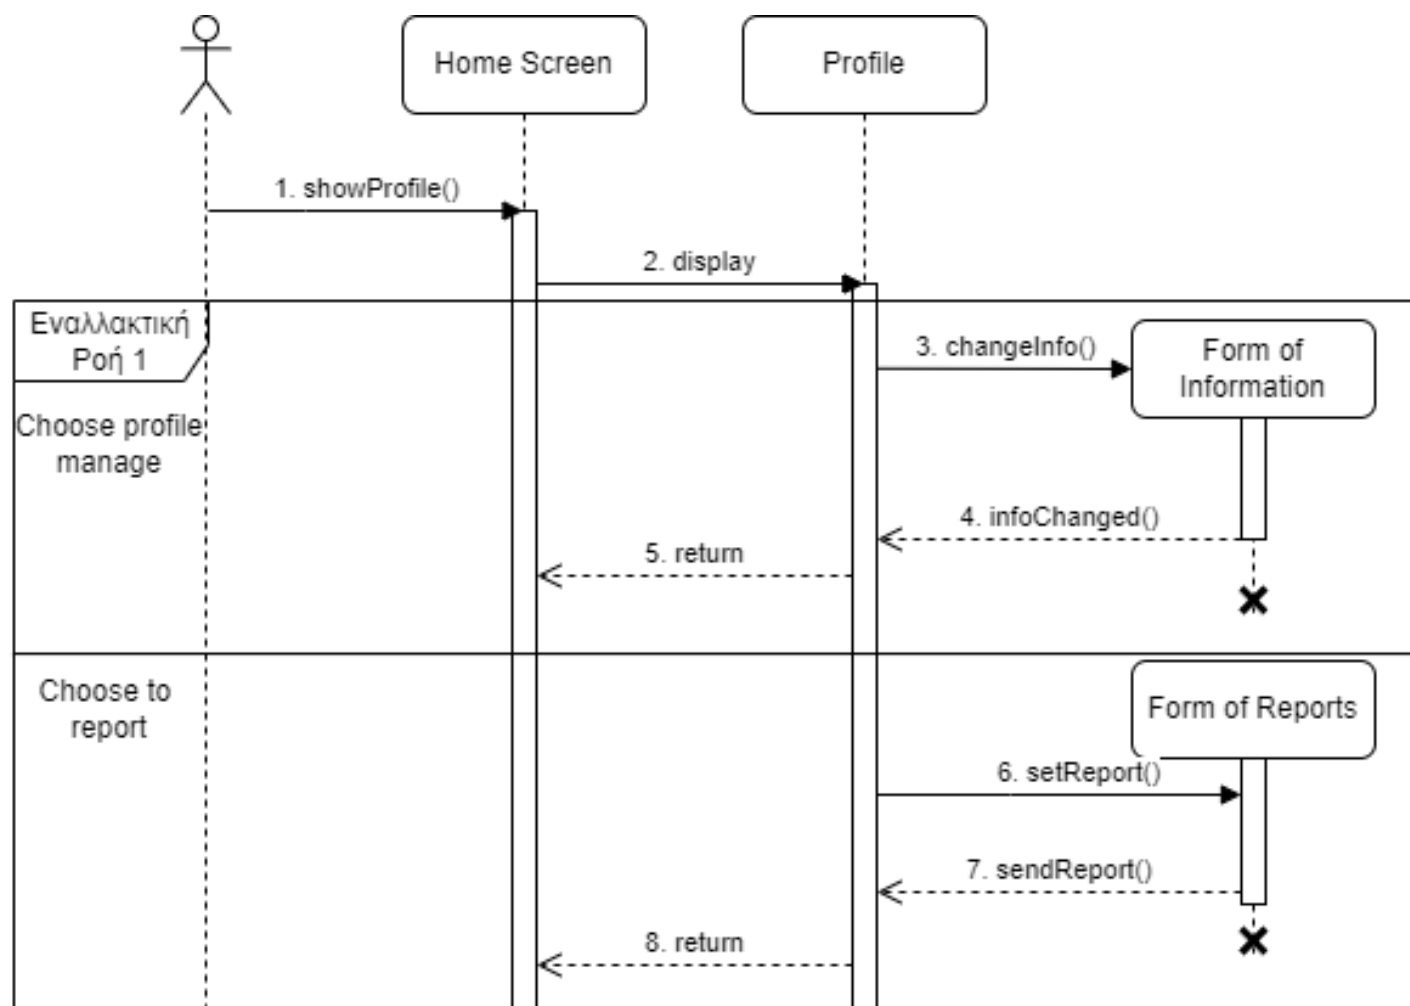 Home Screen
Profile
1. showProfile()
2. display
Εναλλακτική
Ροή 1
3. changeInfo()
Form of
Information
Choose profile
manage
4. infoChanged()
5. return
Choose to
report
Form of Reports
6. setReport()
7. sendReport()
8. return